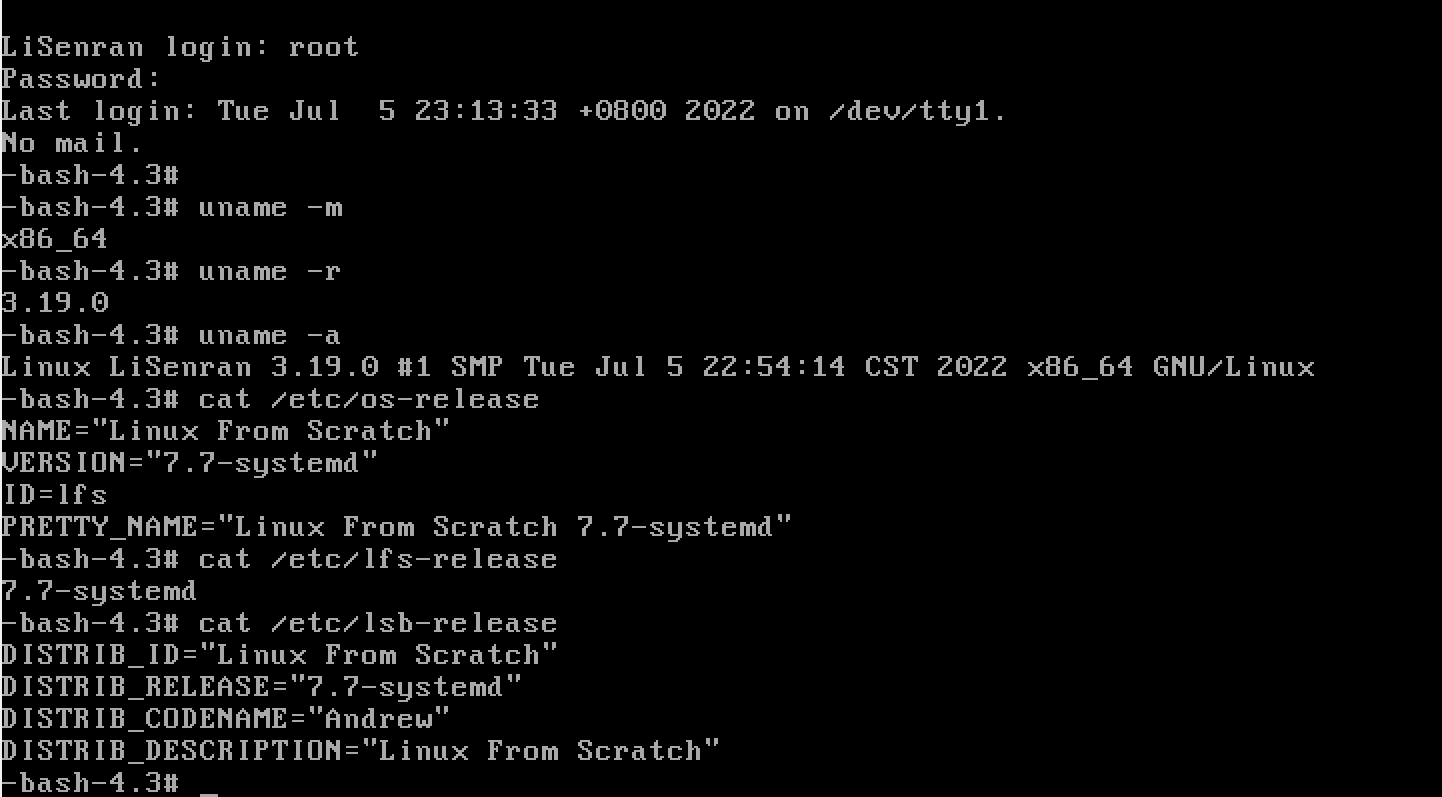 LiSenran login: root
Password:
Last login: Tue Jul  5 23:13:33 +0800 2022 on /dev/tty1.
No mail.
-bash-4.3#
-bash-4.3# uname -m
x86_64
-bash-4.3# uname -r
3.19.0
-bash-4.3# uname -a
Linux LiSenran 3.19.0 #1 SMP Tue Jul 5 22:54:14 CST 2022 x86_64 GNU/Linux
-bash-4.3# cat /etc/os-release
NAME="Linux From Scratch"
VERSION="7.7-systemd"
ID=lfs
PRETTY_NAME="Linux From Scratch 7.7-systemd"
-bash-4.3# cat /etc/lfs-release
7.7-systemd
-bash-4.3# cat /etc/lsb-release
DISTRIB_ID="Linux From Scratch"
DISTRIB_RELEASE="7.7-systemd"
DISTRIB_CODENAME="Andrew"
DISTRIB_DESCRIPTION="Linux From Scratch"
-bash-4.3# _